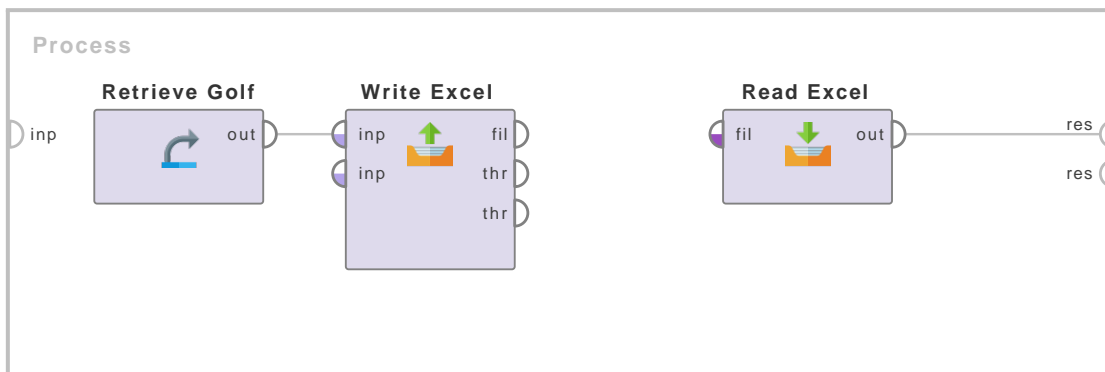 Process
Retrieve Golf
Write Excel
Read Excel
inp
out
inp
fil
fil
out
res
inp
thr
res
thr